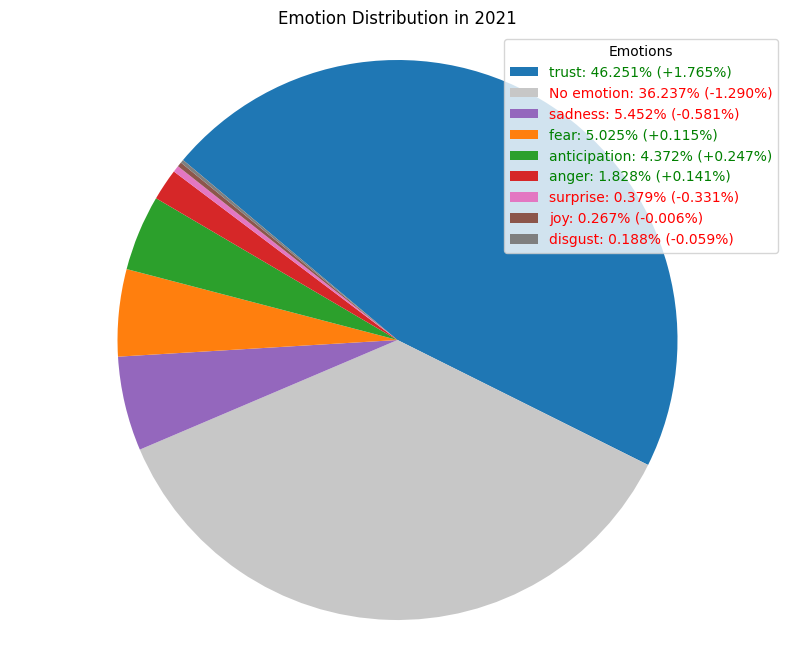 Emotion Distribution in 2021
Emotions
trust: 46.251% (+1.765%)
No emotion: 36.237% (-1.290%)
sadness: 5.452% (-0.581%)
fear: 5.025% (+0.115%)
anticipation: 4.372% (+0.247%)
anger: 1.828% (+0.141%)
surprise: 0.379% (-0.331%)
joy: 0.267% (-0.006%)
disgust: 0.188% (-0.059%)